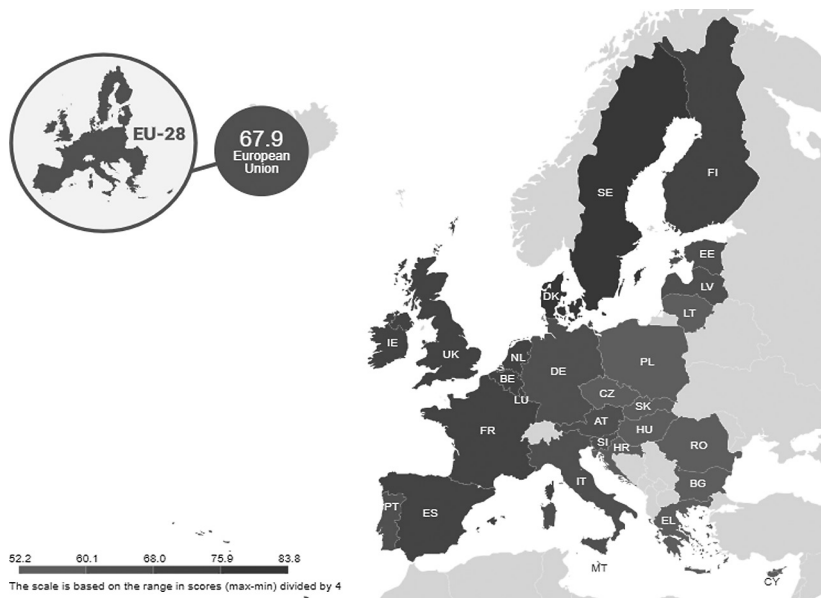 EU-28
67.9
European
Union
SE
FI
EE
LV
LT
DK
IE
UK
NL
BE
LU
DE
PL
CZ
SK
AT
HU
FR
SI
HR
RO
IT
BG
PT
ES
EL
MT
CY
52.2 60.1 68.0 75.9 83.8
The scale is based on the range in scores (max-min) divided by 4